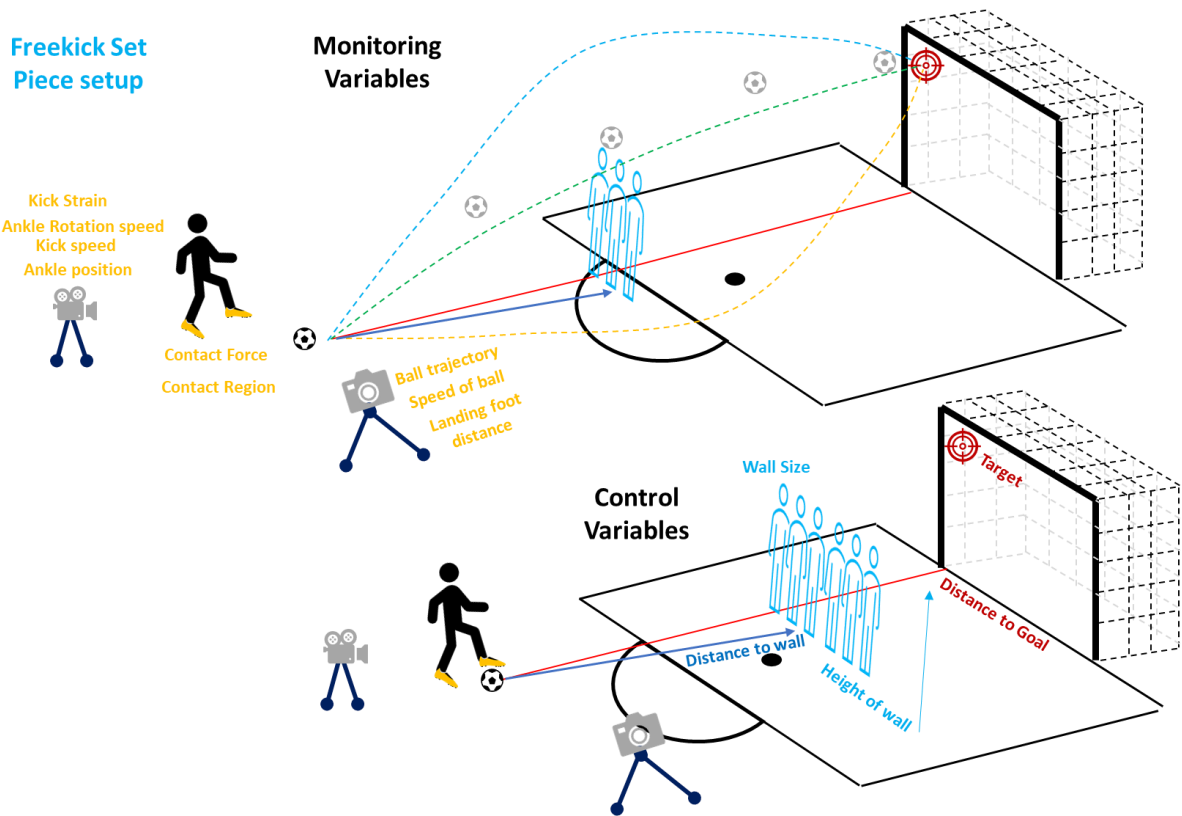 Freekick Set
Piece setup
Monitoring
Variables
Kick Strain
Ankle Rotation speed
Kick speed
Ankle position
Contact Force
Contact Region
Ball trajectory
Speed of ball
Landing foot
distance
Control
Variables
Wall Size
Target
Distance to Goal
Distance to wall
Height of wall